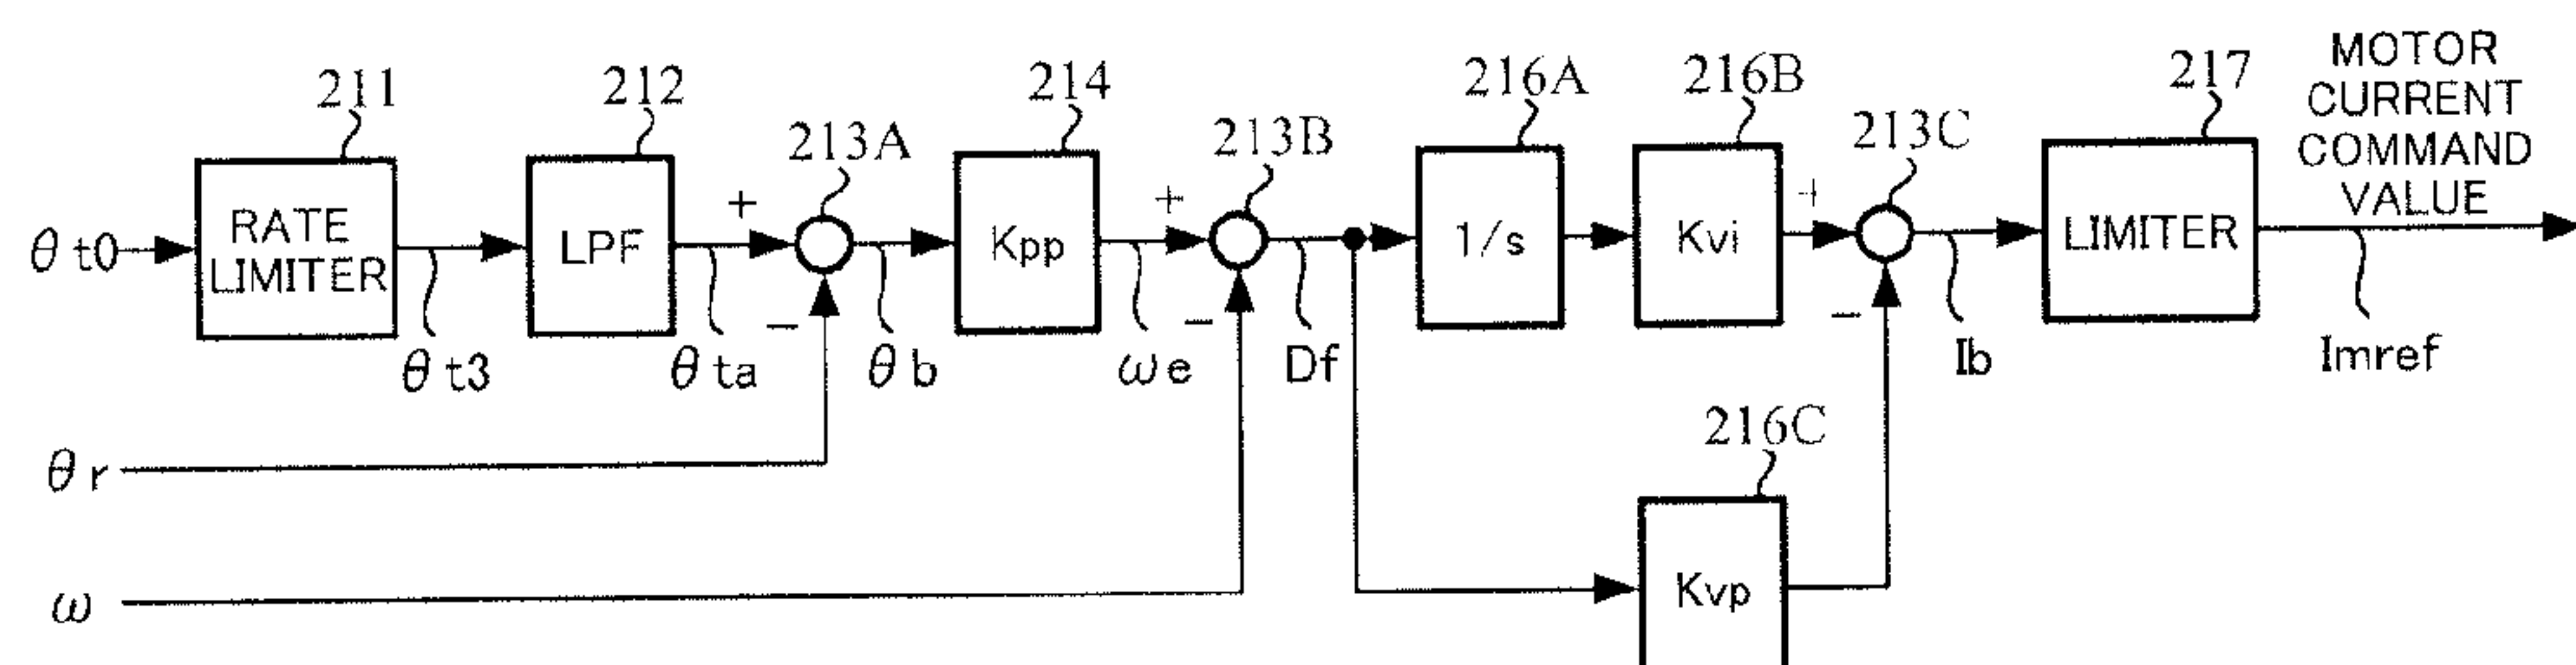 211
212
213A
214
213B
216A
216B
213C
217
MOTOR
CURRENT
COMMAND
VALUE
θ t0
RATE
LIMITER
LPF
+
−
Kpp
+
−
1/s
Kvi
+
−
LIMITER
θ t3
θ ta
θ b
ω e
Df
Ib
Imref
θ r
216C
Kvp
ω